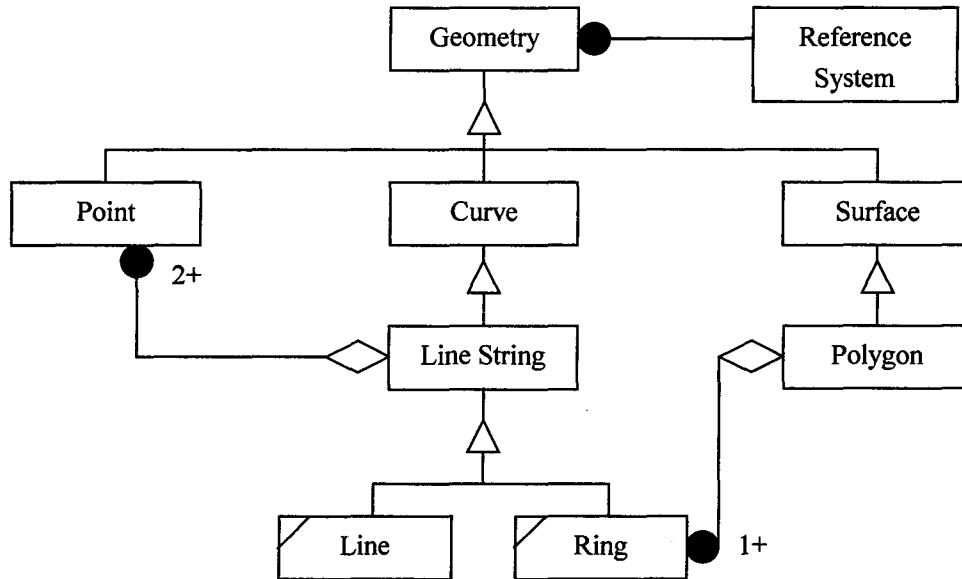 Geometry
Reference
System
Point
Curve
Surface
2+
Line String
Polygon
Line
Ring
1+